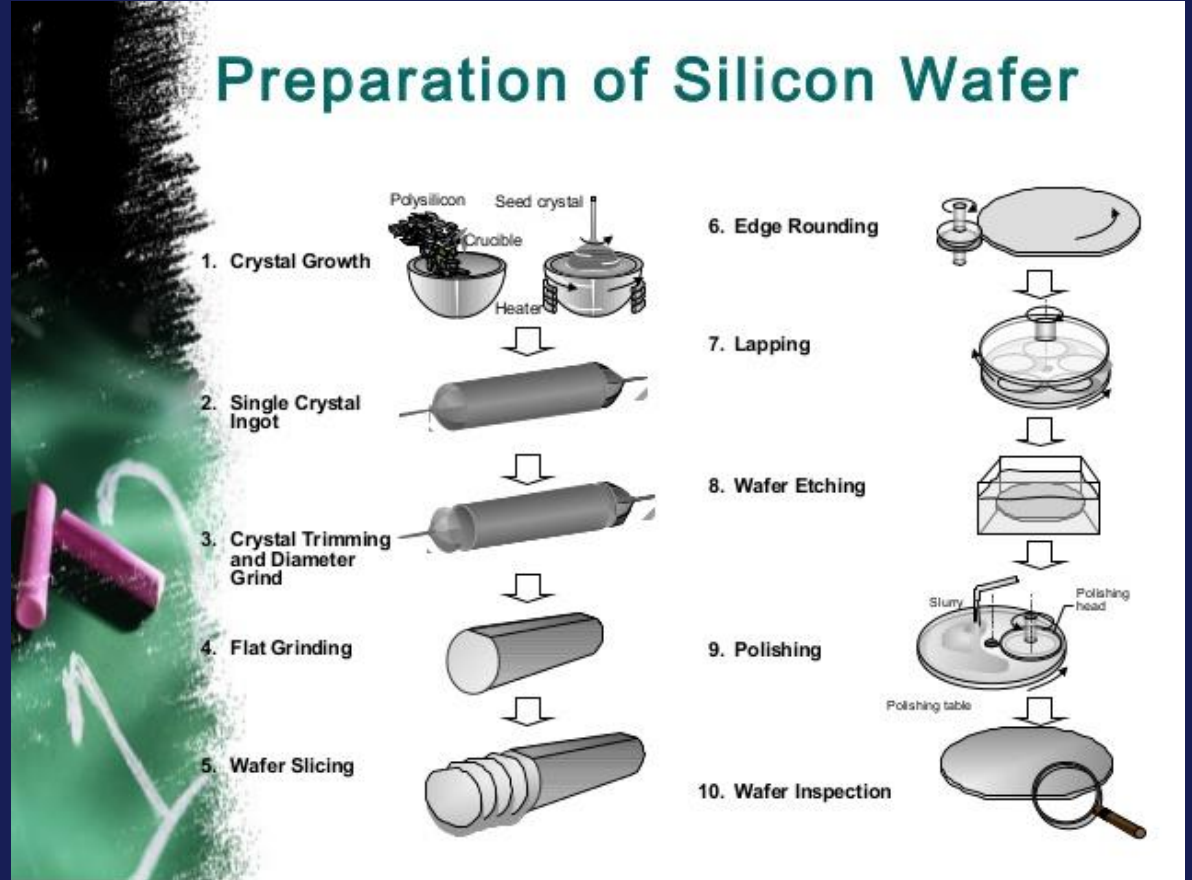 Preparation of Silicon Wafer
Polysilicon
Seed crystal
Crucible
1. Crystal Growth
Heater
2. Single Crystal
Ingot
3. Crystal Trimming
and Diameter
Grind
4. Flat Grinding
5. Wafer Slicing
6. Edge Rounding
7. Lapping
8. Wafer Etching
Slurry
Polishing
head
9. Polishing
Polishing table
10. Wafer Inspection